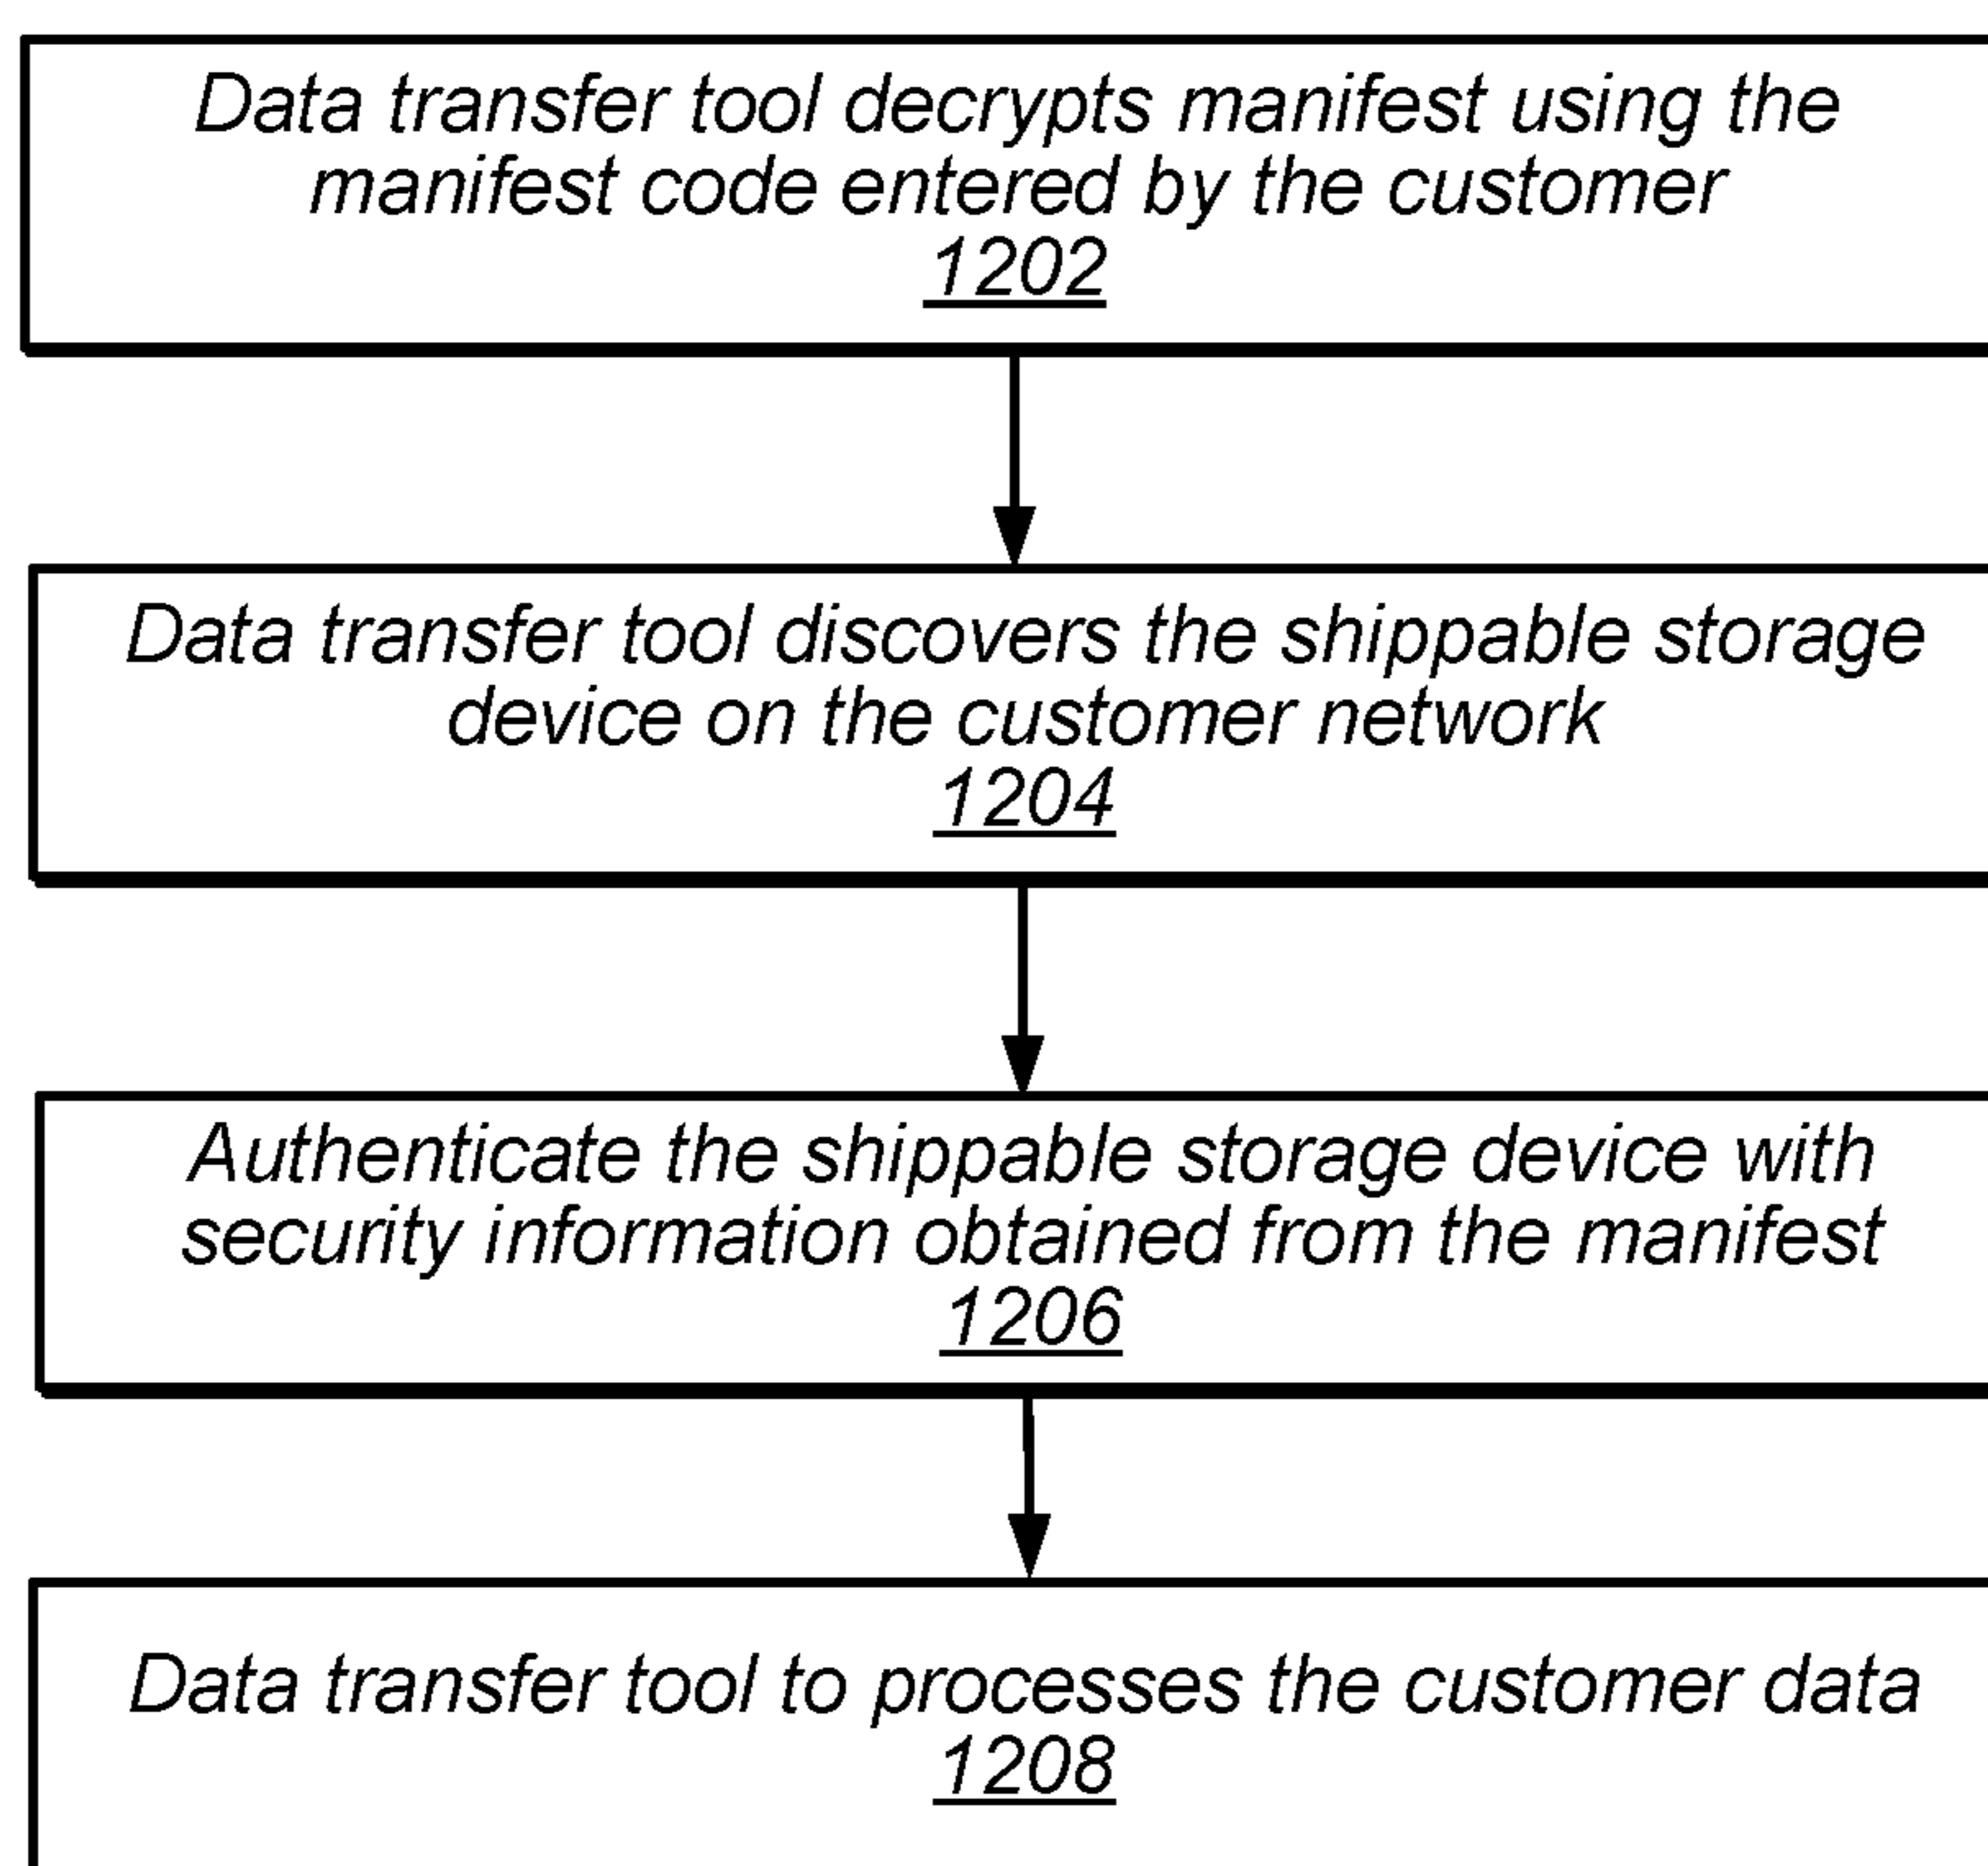 Data transfer tool decrypts manifest using the
manifest code entered by the customer
1202
Data transfer tool discovers the shippable storage
device on the customer network
1204
Authenticate the shippable storage device with
security information obtained from the manifest
1206
Data transfer tool to processes the customer data
1208